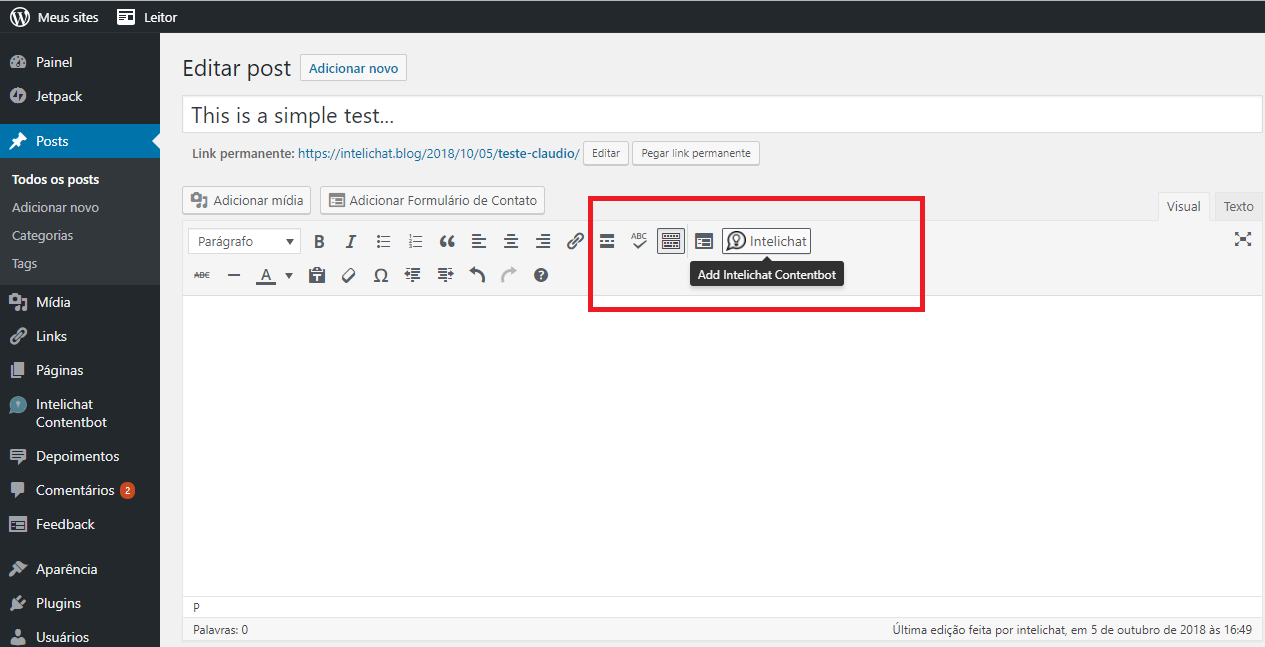 Meus sites Leitor
Painel
Jetpack
Posts
Todos os posts
Adicionar novo
Categorias
Tags
Mídia
Links
Páginas
Intelichat
Contentbot
Depoimentos
Comentários 2
Feedback
Aparência
Plugins
Usuários
Editar post Adicionar novo
This is a simple test...
Link permanente: https://intelichat.blog/2018/10/05/teste-claudio/ Editar Pegar link permanente
Adicionar mídia Adicionar Formulário de Contato
Visual Texto
Parágrafo B I ABC Intelichat
ABC A Ω
Add Intelichat Contentbot
P
Palavras: 0 Última edição feita por intelichat, em 5 de outubro de 2018 às 16:49